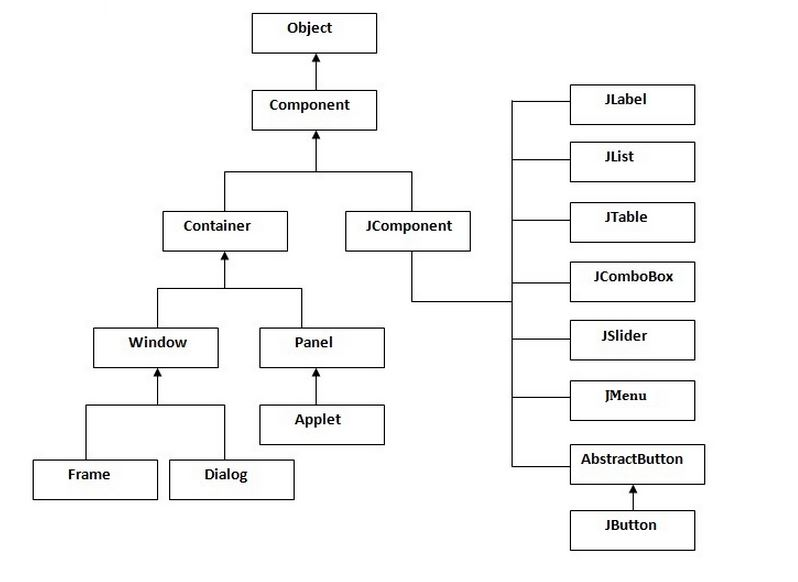 Object
Component
Container
JComponent
Window
Panel
Applet
Frame
Dialog
JLabel
JList
JTable
JComboBox
JSlider
JMenu
AbstractButton
JButton